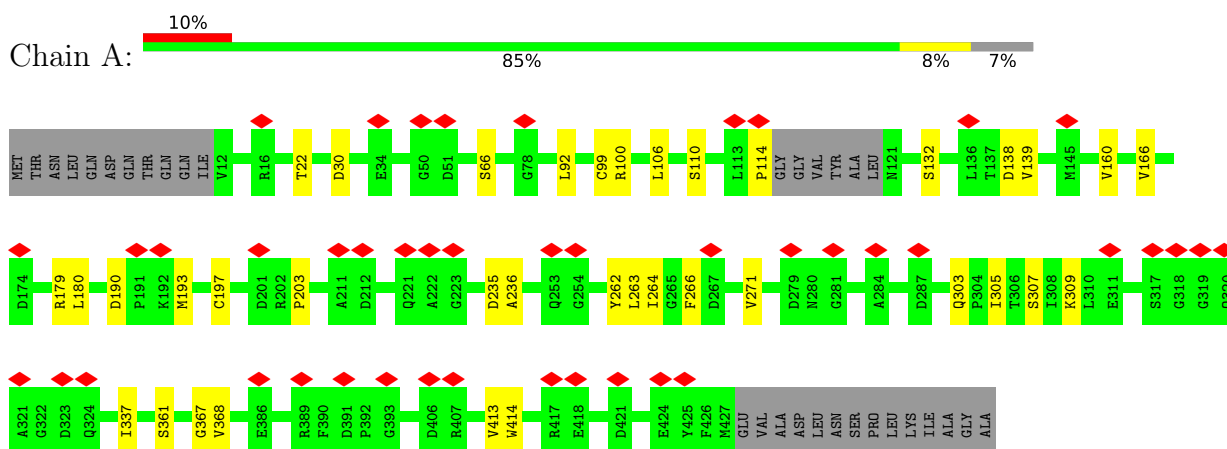 10%
Chain A:
85% 8% 7%
MET THR ASN LEU GLN ASP GLN THR GLN GLN ILE V12 R16 T22 D30 E34 G50 D51 S66 G78 L92 C99 R100 L106 S110 L113 P114 GLY GLY VAL TYR ALA LEU N121 S132 L136 T137 D138 V139 M145 V160 V166
D174 R179 L180 D190 P191 K192 M193 C197 D201 R202 P203 A211 D212 Q221 A222 G223 D235 A236 Q253 G254 Y262 L263 I264 G265 F266 D267 V271 D279 N280 G281 A284 D287 Q303 P304 I305 T306 S307 I308 K309 L310 E311 S317 G318 G319
A321 G322 D323 Q324 I337 S361 G367 V368 E386 R389 F390 D391 P392 G393 D406 R407 V413 W414 R417 E418 D421 E424 Y425 F426 M427 GLU VAL ALA ASP LEU ASN SER PRO LEU LYS ILE ALA GLY ALA